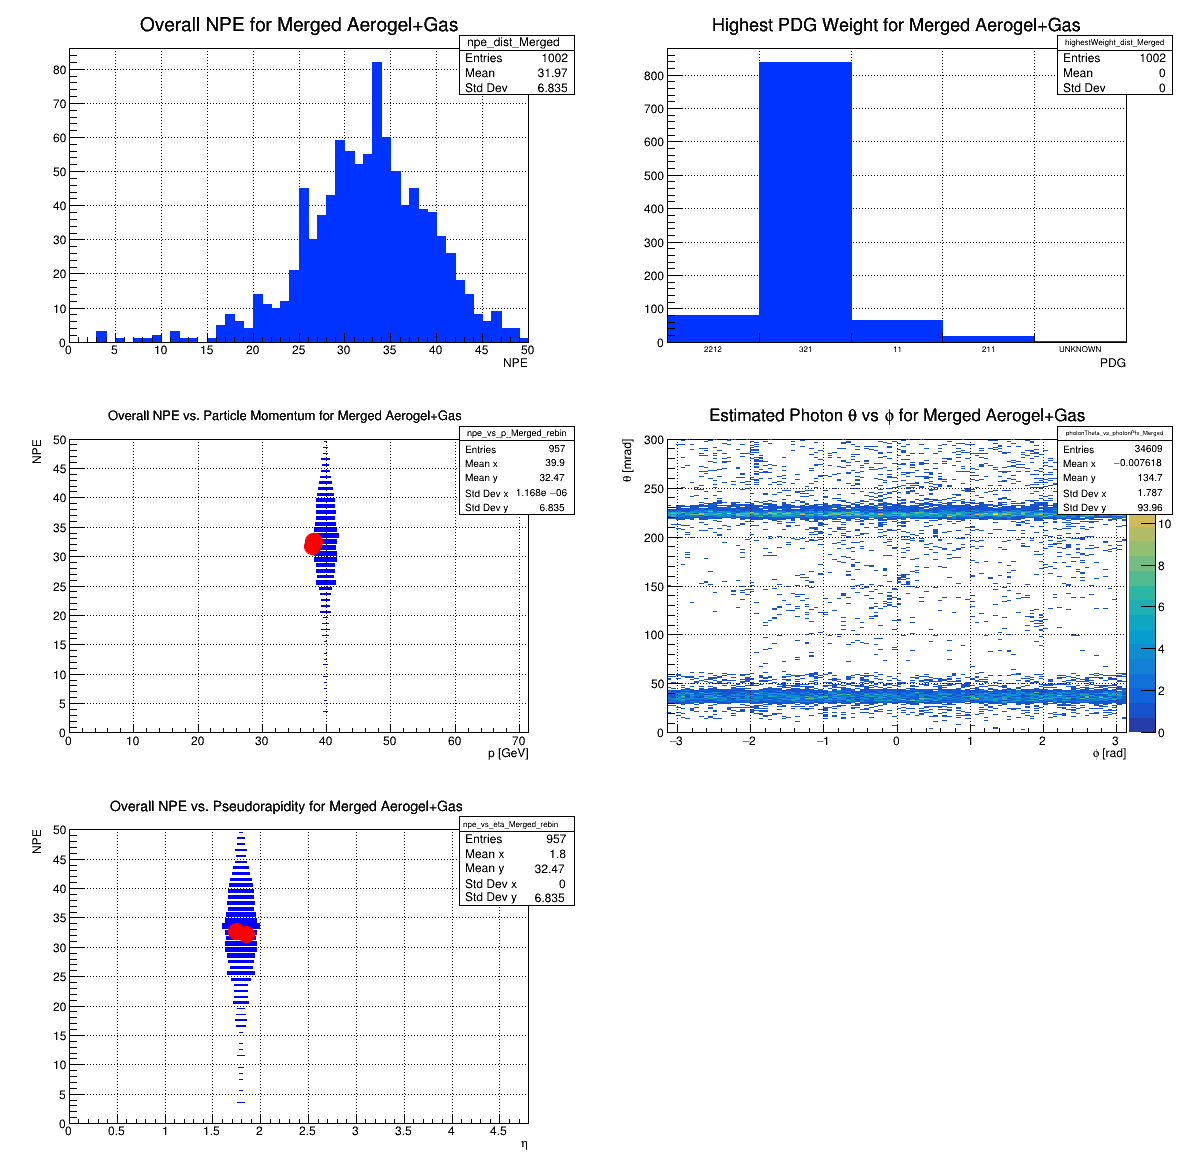 Overall NPE for Merged Aerogel+Gas
npe_dist_Merged
Entries 1002
Mean 31.97
Std Dev 6.835
80
70
60
50
40
30
20
10
0
0 5 10 15 20 25 30 35 40 45 50
NPE
Highest PDG Weight for Merged Aerogel+Gas
highestWeight_dist_Merged
Entries 1002
Mean 0
Std Dev 0
800
700
600
500
400
300
200
100
0
2212 321 11 211 UNKNOWN
PDG
Overall NPE vs. Particle Momentum for Merged Aerogel+Gas
npe_vs_p_Merged_rebin
Entries 957
Mean x 39.9
Mean y 32.47
Std Dev x 1.168e −06
Std Dev y 6.835
NPE
50
45
40
35
30
25
20
15
10
5
0
0 10 20 30 40 50 60 70
p [GeV]
Estimated Photon θ vs ϕ for Merged Aerogel+Gas
photonTheta_vs_photonPhi_Merged
Entries 34609
Mean x −0.007618
Mean y 134.7
Std Dev x 1.787
Std Dev y 93.96
θ [mrad]
300
250
200
150
100
50
0
−3 −2 −1 0 1 2 3
ϕ [rad]
10
8
6
4
2
0
Overall NPE vs. Pseudorapidity for Merged Aerogel+Gas
npe_vs_eta_Merged_rebin
Entries 957
Mean x 1.8
Mean y 32.47
Std Dev x 0
Std Dev y 6.835
NPE
50
45
40
35
30
25
20
15
10
5
0
0 0.5 1 1.5 2 2.5 3 3.5 4 4.5
η